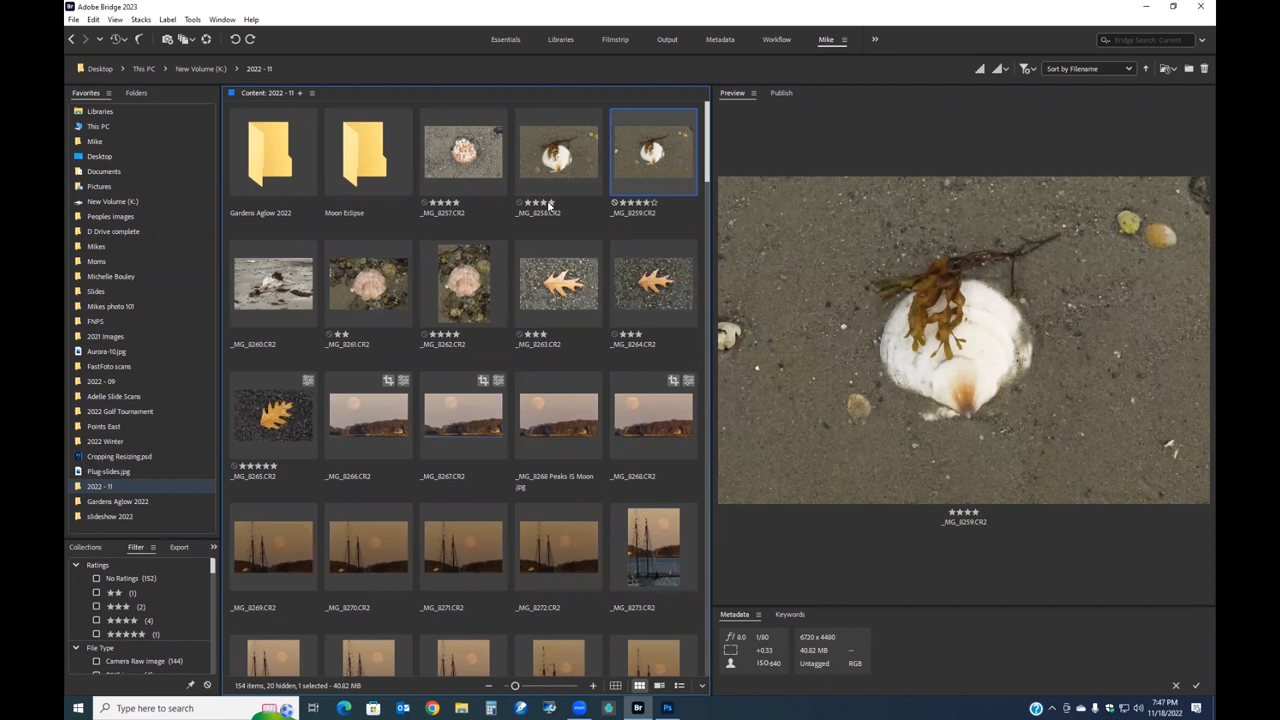 Adobe Bridge 2023
File Edit View Stacks Label Tools Window Help
Essentials Libraries Filmstrip Output Metadata Workflow Mike
Bridge Search: Current
Desktop This PC New Volume (K:) 2022 - 11
Sort by Filename
Favorites Folders
Libraries
This PC
Mike
Desktop
Documents
Pictures
New Volume (K:)
Peoples images
D Drive complete
Mikes
Moms
Michelle Bouley
Slides
Mikes photo 101
FNPS
2021 Images
Aurora-10.jpg
FastFoto scans
2022 - 09
Adelle Slide Scans
2022 Golf Tournament
Points East
2022 Winter
Cropping Resizing.psd
Plug-slides.jpg
2022 - 11
Gardens Aglow 2022
slideshow 2022
Collections Filter Export
Ratings
No Ratings (152)
(1)
(2)
(4)
(1)
File Type
Camera Raw image (144)
Content: 2022 - 11
Gardens Aglow 2022 Moon Eclipse _MG_8257.CR2 _MG_8258.CR2 _MG_8259.CR2
_MG_8260.CR2 _MG_8261.CR2 _MG_8262.CR2 _MG_8263.CR2 _MG_8264.CR2
_MG_8265.CR2 _MG_8266.CR2 _MG_8267.CR2 _MG_8268 Peaks IS Moon
.jpg _MG_8268.CR2
_MG_8269.CR2 _MG_8270.CR2 _MG_8271.CR2 _MG_8272.CR2 _MG_8273.CR2
154 items, 20 hidden, 1 selected - 40.82 MB
Preview Publish
_MG_8259.CR2
Metadata Keywords
f/ 8.0 1/80 6720 x 4480
+0.33 40.82 MB --
ISO 640 Untagged RGB
Type here to search
7:47 PM
11/18/2022